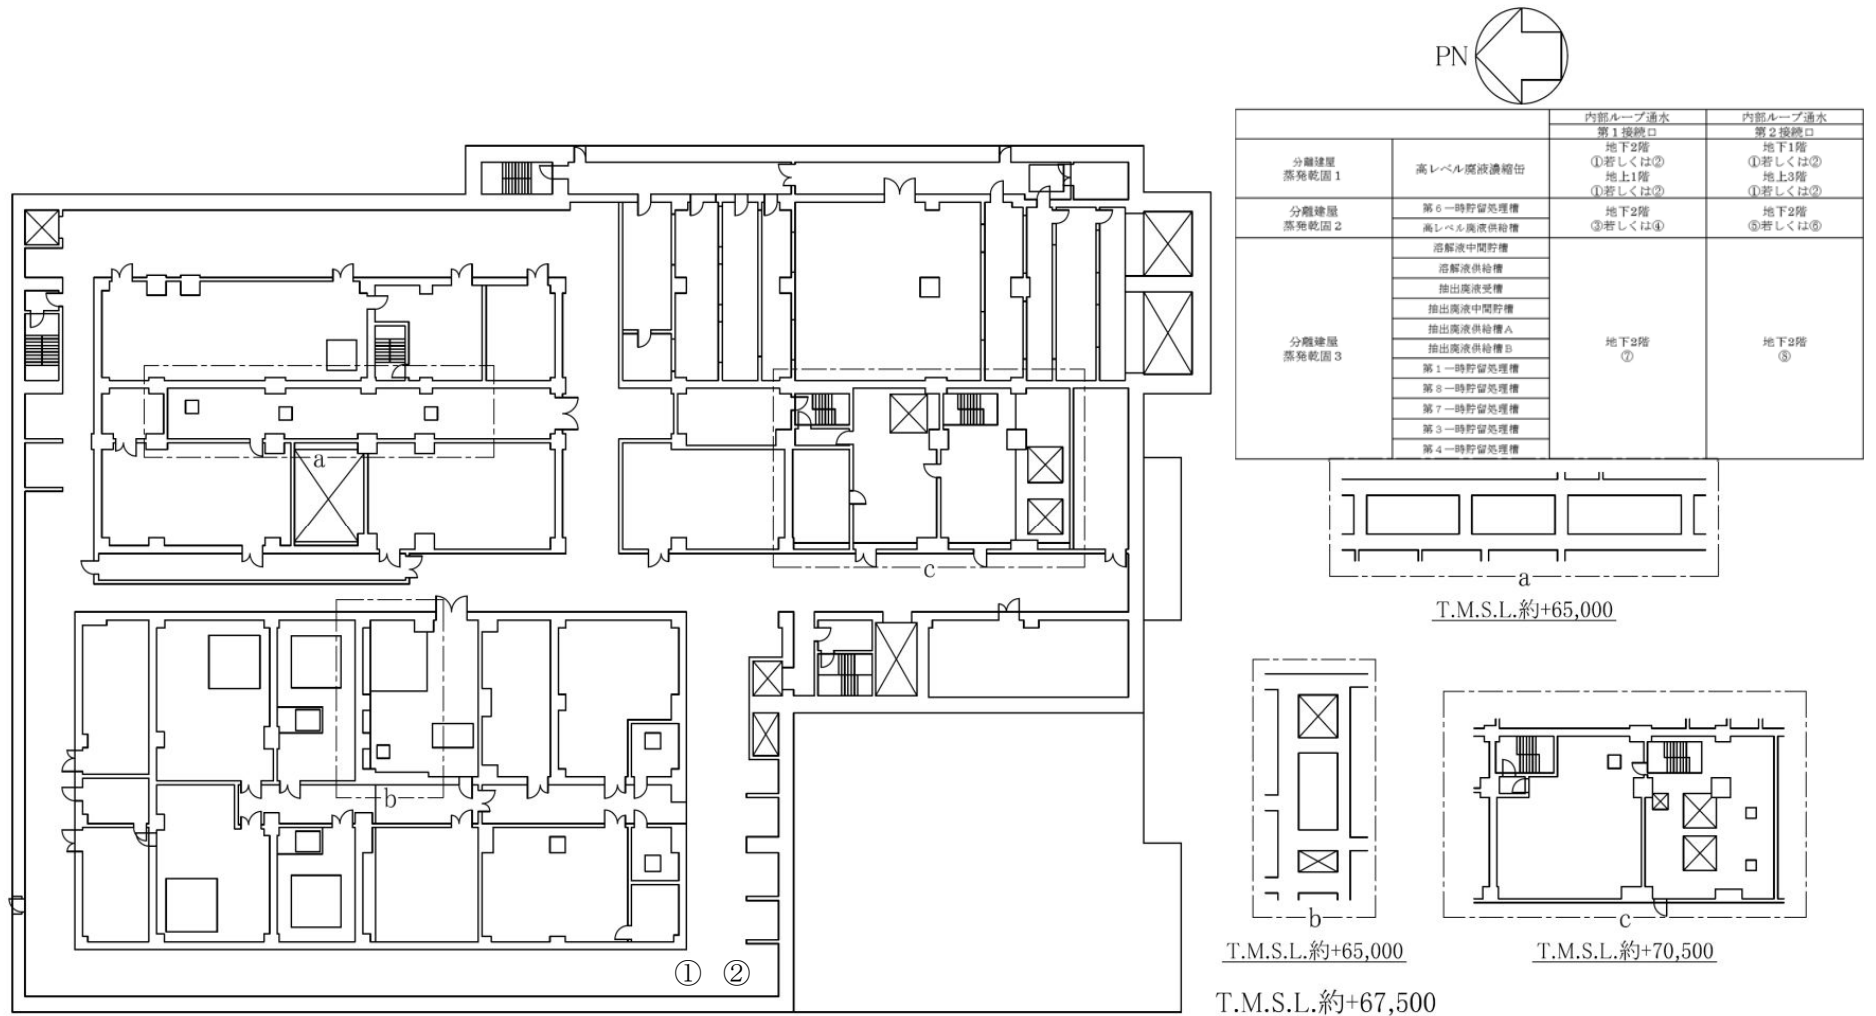 PN
内部ループ通水
第1接続口
内部ループ通水
第2接続口
分離建屋
蒸発乾固1
高レベル廃液濃縮缶
地下2階
①若しくは②
地上1階
①若しくは②
地下1階
①若しくは②
地上3階
①若しくは②
分離建屋
蒸発乾固2
第6一時貯留処理槽
高レベル廃液供給槽
地下2階
③若しくは④
地下2階
⑤若しくは⑥
分離建屋
蒸発乾固3
溶解液中間貯槽
溶解液供給槽
抽出廃液受槽
抽出廃液中間貯槽
抽出廃液供給槽A
抽出廃液供給槽B
第1一時貯留処理槽
第8一時貯留処理槽
第7一時貯留処理槽
第3一時貯留処理槽
第4一時貯留処理槽
地下2階
⑦
地下2階
⑧
a
c
b
① ②
a
T.M.S.L.約+65,000
b
T.M.S.L.約+65,000
c
T.M.S.L.約+70,500
T.M.S.L.約+67,500